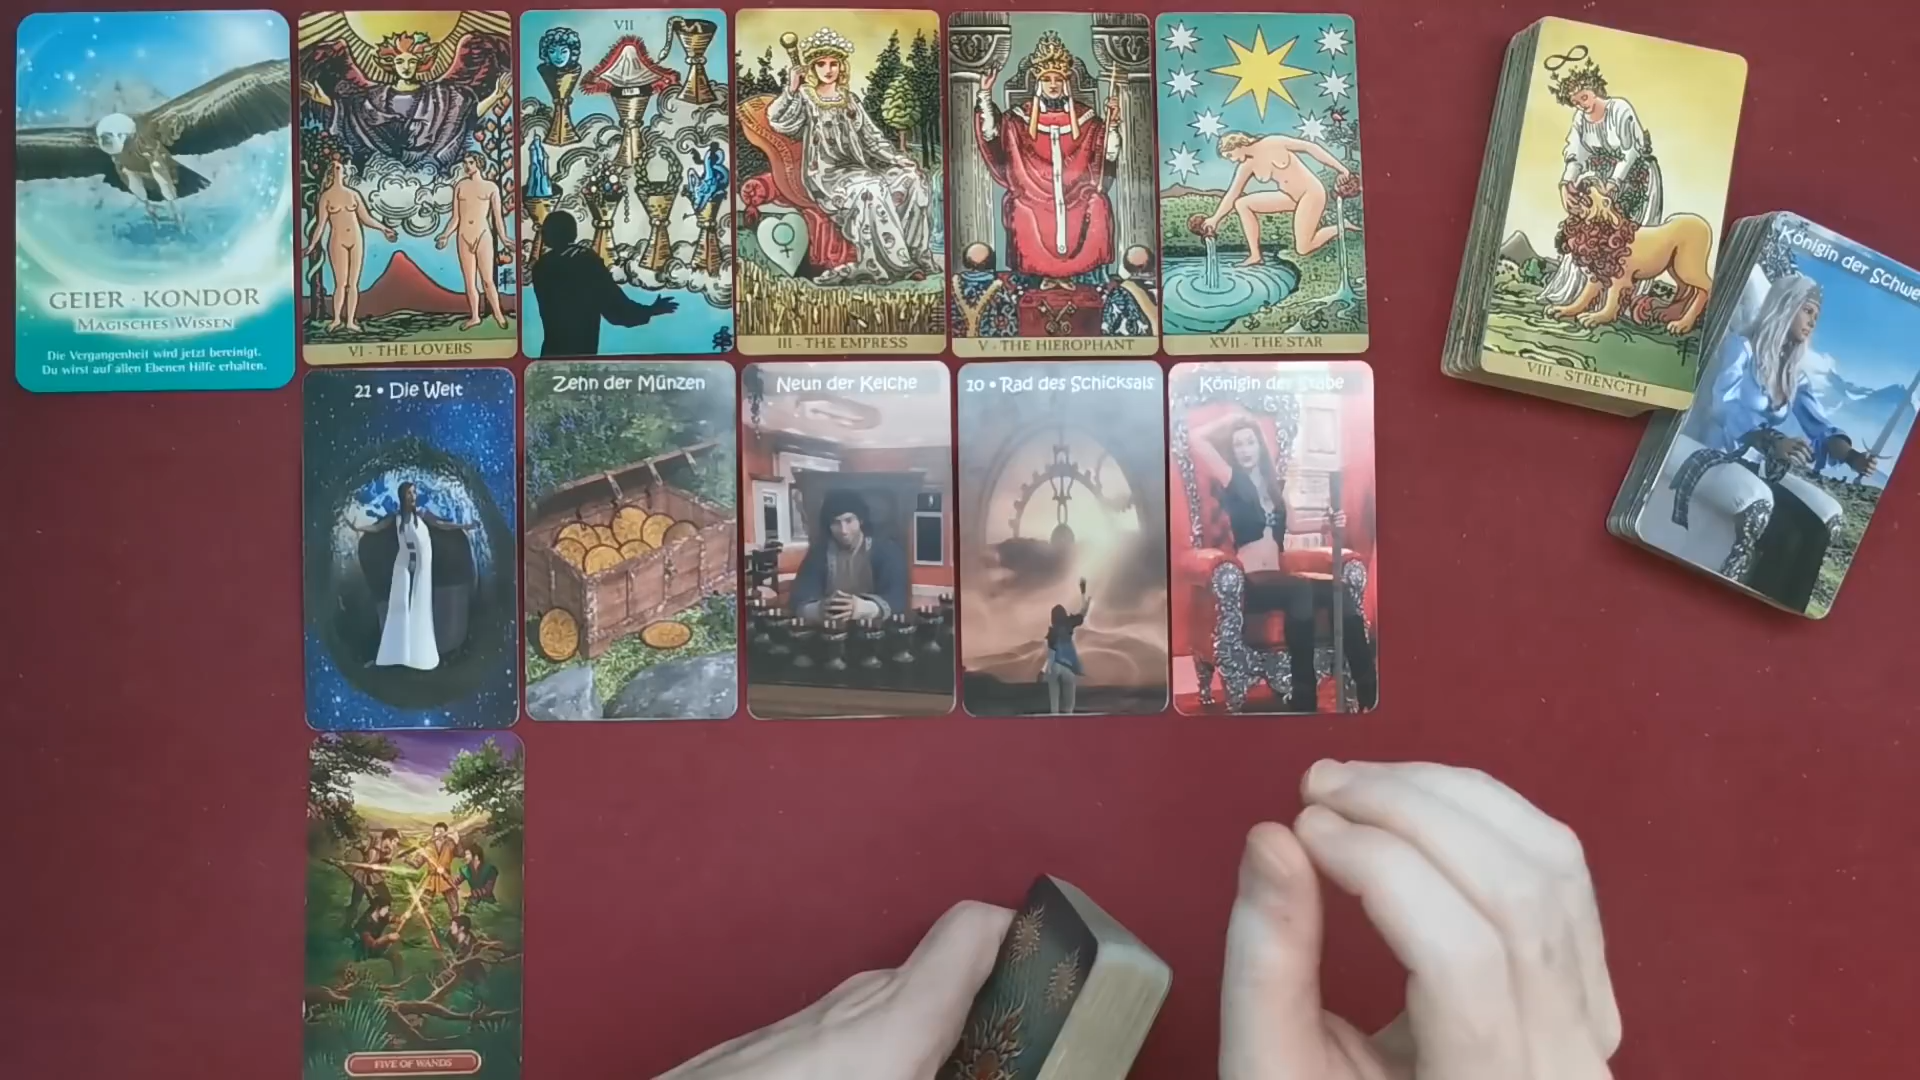 GEIER · KONDOR
MAGISCHES WISSEN
Die Vergangenheit wird jetzt bereinigt.
Du wirst auf allen Ebenen Hilfe erhalten.
VI - THE LOVERS
VII
III - THE EMPRESS
V - THE HIEROPHANT
XVII - THE STAR
VIII - STRENGTH
Königin der Schwe
21 • Die Welt
Zehn der Münzen
Neun der Kelche
10 • Rad des Schicksals
Königin der Stäbe
FIVE OF WANDS